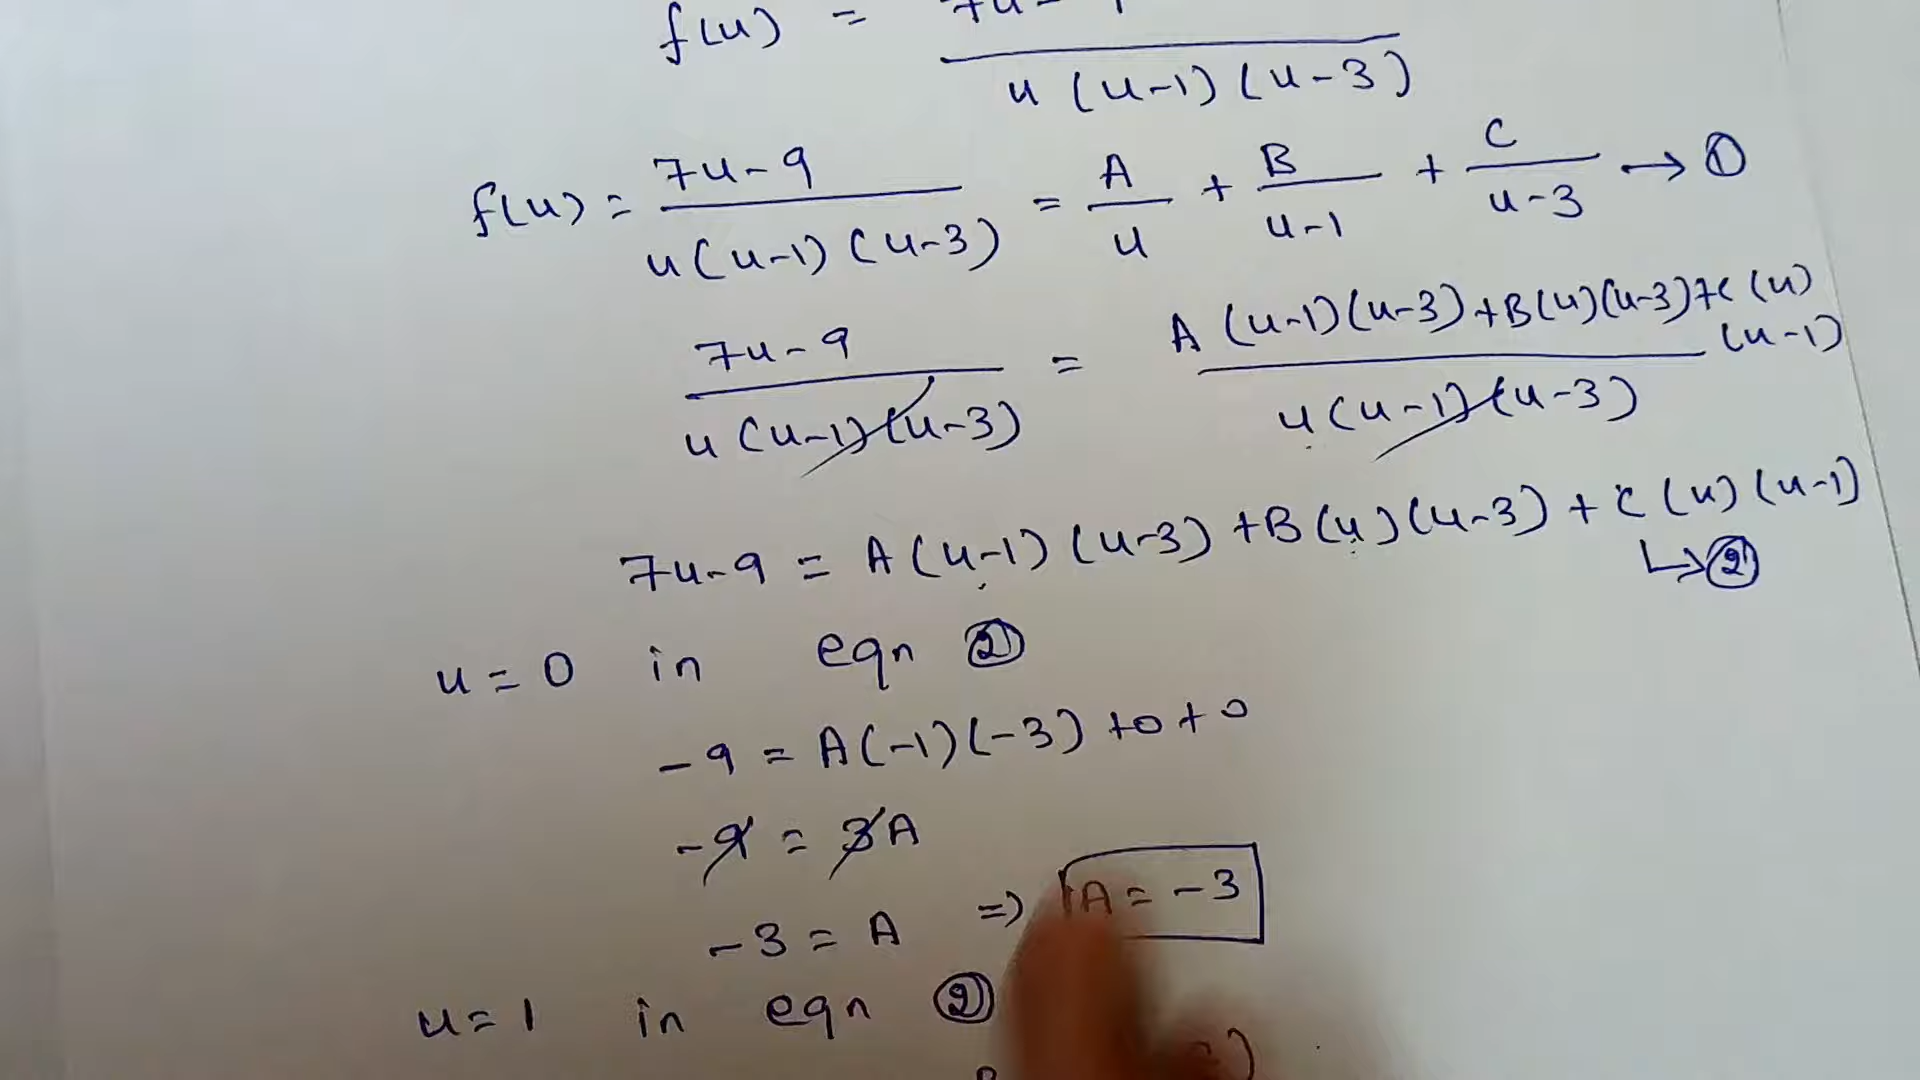 f(u) =
u (u-1) (u-3)
f(u) = 7u-9 / u(u-1)(u-3) = A/u + B/u-1 + C/u-3 → ①
7u-9 / u(u-1)(u-3) = A(u-1)(u-3)+B(u)(u-3)+C(u)(u-1) / u(u-1)(u-3)
7u-9 = A(u-1)(u-3) +B(u)(u-3) + C(u)(u-1)
↳ ②
u = 0 in eqn ②
-9 = A(-1)(-3) +0+0
-9 = 3A
-3 = A ⇒ A = -3
u = 1 in eqn ②